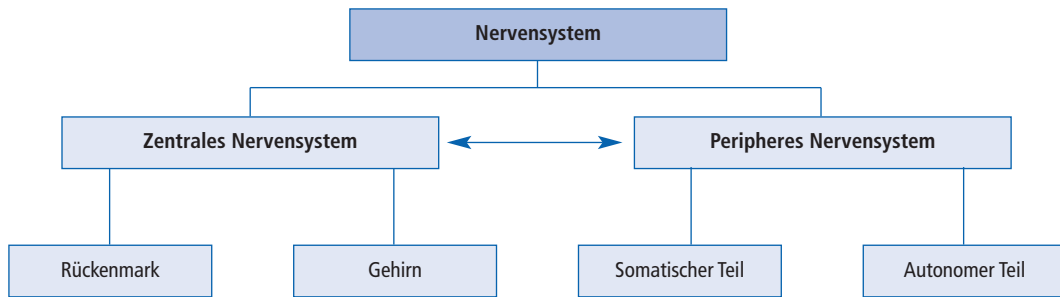 Nervensystem
Zentrales Nervensystem
Peripheres Nervensystem
Rückenmark
Gehirn
Somatischer Teil
Autonomer Teil